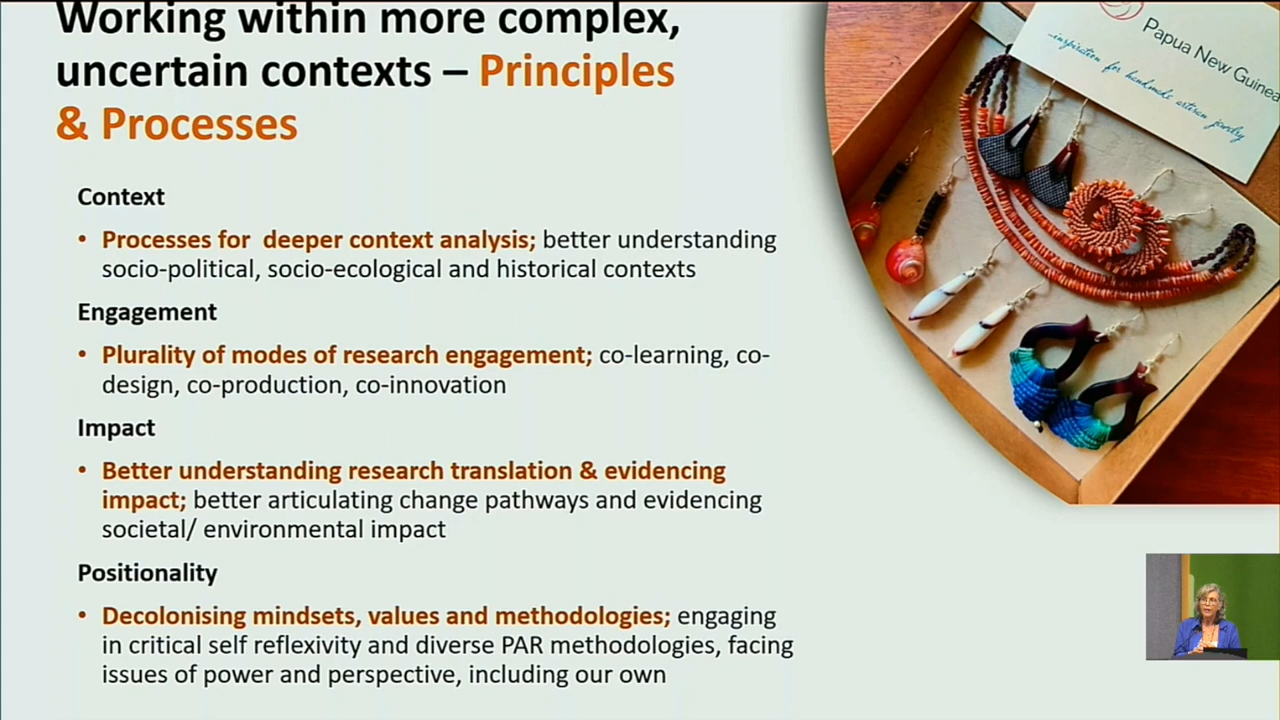 Working within more complex,
uncertain contexts – Principles
& Processes
Context
• Processes for deeper context analysis; better understanding
socio-political, socio-ecological and historical contexts
Engagement
• Plurality of modes of research engagement; co-learning, co-
design, co-production, co-innovation
Impact
• Better understanding research translation & evidencing
impact; better articulating change pathways and evidencing
societal/ environmental impact
Positionality
• Decolonising mindsets, values and methodologies; engaging
in critical self reflexivity and diverse PAR methodologies, facing
issues of power and perspective, including our own
Papua New Guinea
...inspiration for handmade artisan jewelry